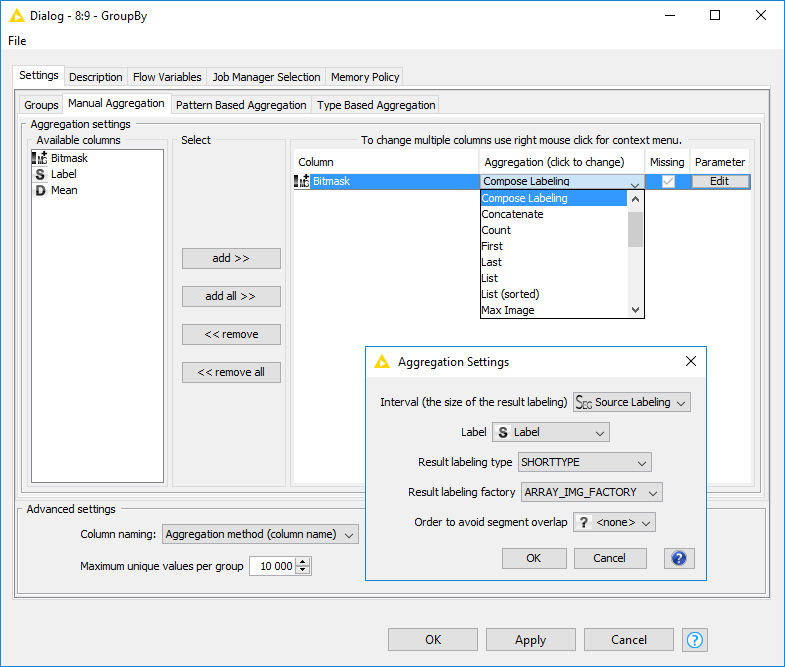 Dialog - 8:9 - GroupBy
File
Settings Description Flow Variables Job Manager Selection Memory Policy
Groups Manual Aggregation Pattern Based Aggregation Type Based Aggregation
Aggregation settings
Available columns
Bitmask
S Label
D Mean
Select
add >>
add all >>
<< remove
<< remove all
To change multiple columns use right mouse click for context menu.
Column Aggregation (click to change) Missing Parameter
Bitmask Compose Labeling Edit
Compose Labeling
Concatenate
Count
First
Last
List
List (sorted)
Max Image
Aggregation Settings
Interval (the size of the result labeling) SEG Source Labeling
Label S Label
Result labeling type SHORTTYPE
Result labeling factory ARRAY_IMG_FACTORY
Order to avoid segment overlap ? <none>
OK Cancel ?
Advanced settings
Column naming: Aggregation method (column name)
Maximum unique values per group 10 000
OK Apply Cancel ?